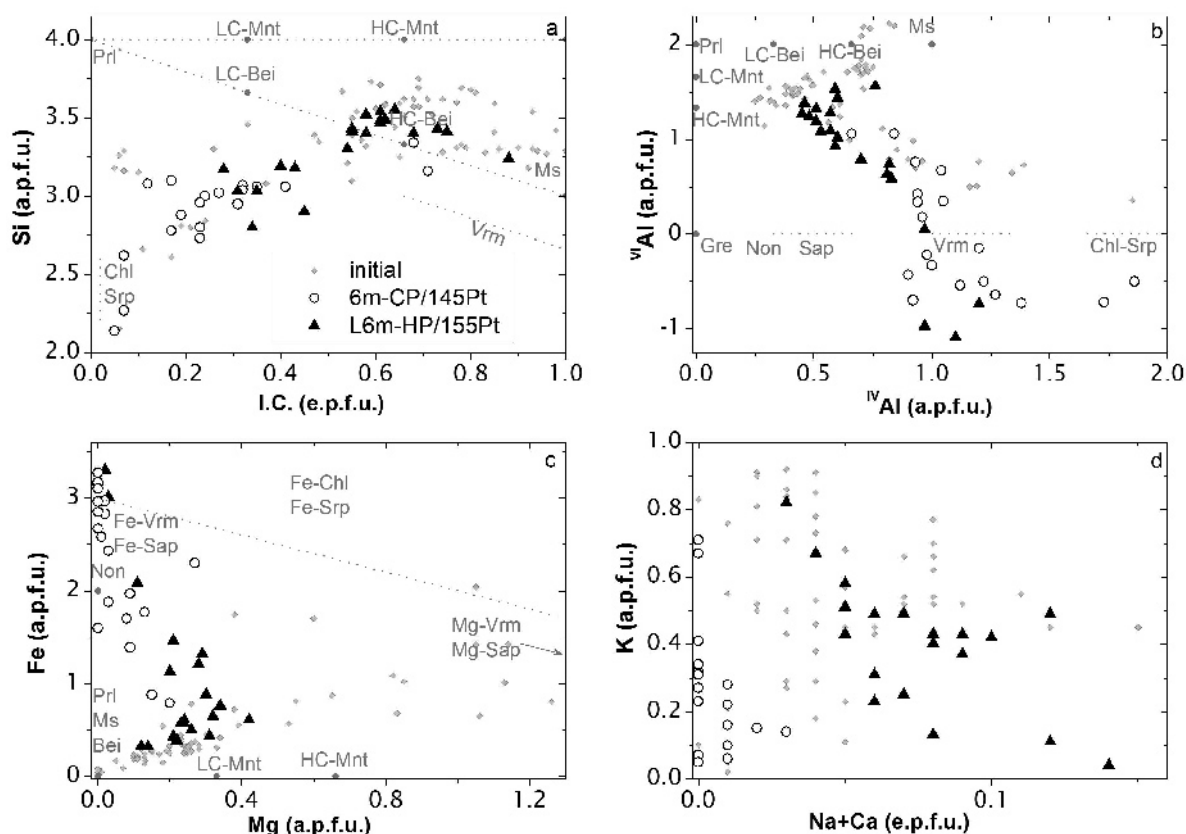 a
LC-Mnt HC-Mnt
4.0
Prl
LC-Bei
3.5
HC-Bei
Ms
3.0
Vrm
Chl
Srp
2.5
2.0
initial
6m-CP/145Pt
L6m-HP/155Pt
0.0 0.2 0.4 0.6 0.8 1.0
I.C. (e.p.f.u.)
Si (a.p.f.u.)
b
Ms
2
Prl
LC-Bei
HC-Bei
LC-Mnt
HC-Mnt
1
0
Gre Non Sap Vrm Chl-Srp
-1
0.0 0.5 1.0 1.5 2.0
IVAl (a.p.f.u.)
VIAl (a.p.f.u.)
c
Fe-Chl
Fe-Srp
3
Fe-Vrm
Fe-Sap
Non
2
Mg-Vrm
Mg-Sap
1
Prl
Ms
Bei
LC-Mnt HC-Mnt
0
0.0 0.4 0.8 1.2
Mg (a.p.f.u.)
Fe (a.p.f.u.)
d
1.0
0.8
0.6
0.4
0.2
0.0
0.1
Na+Ca (e.p.f.u.)
K (a.p.f.u.)